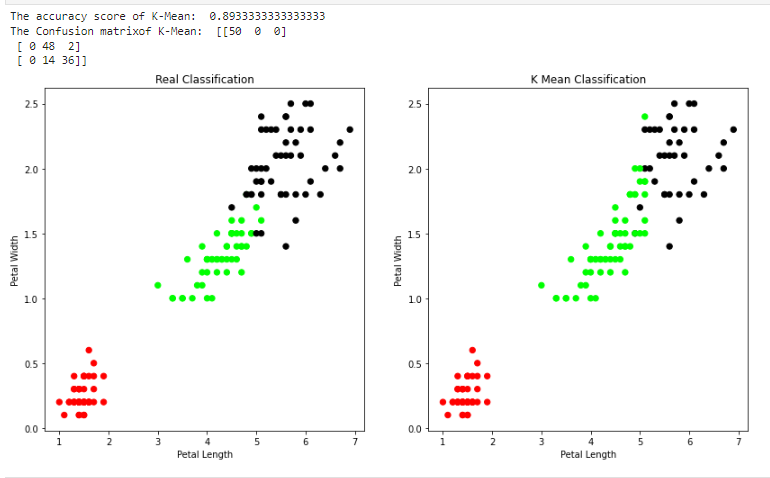 The accuracy score of K-Mean:  0.8933333333333333
The Confusion matrixof K-Mean:  [[50  0  0]
 [ 0 48  2]
 [ 0 14 36]]
Real Classification
K Mean Classification
2.5
2.0
1.5
1.0
0.5
0.0
Petal Width
1 2 3 4 5 6 7
Petal Length
2.5
2.0
1.5
1.0
0.5
0.0
Petal Width
1 2 3 4 5 6 7
Petal Length